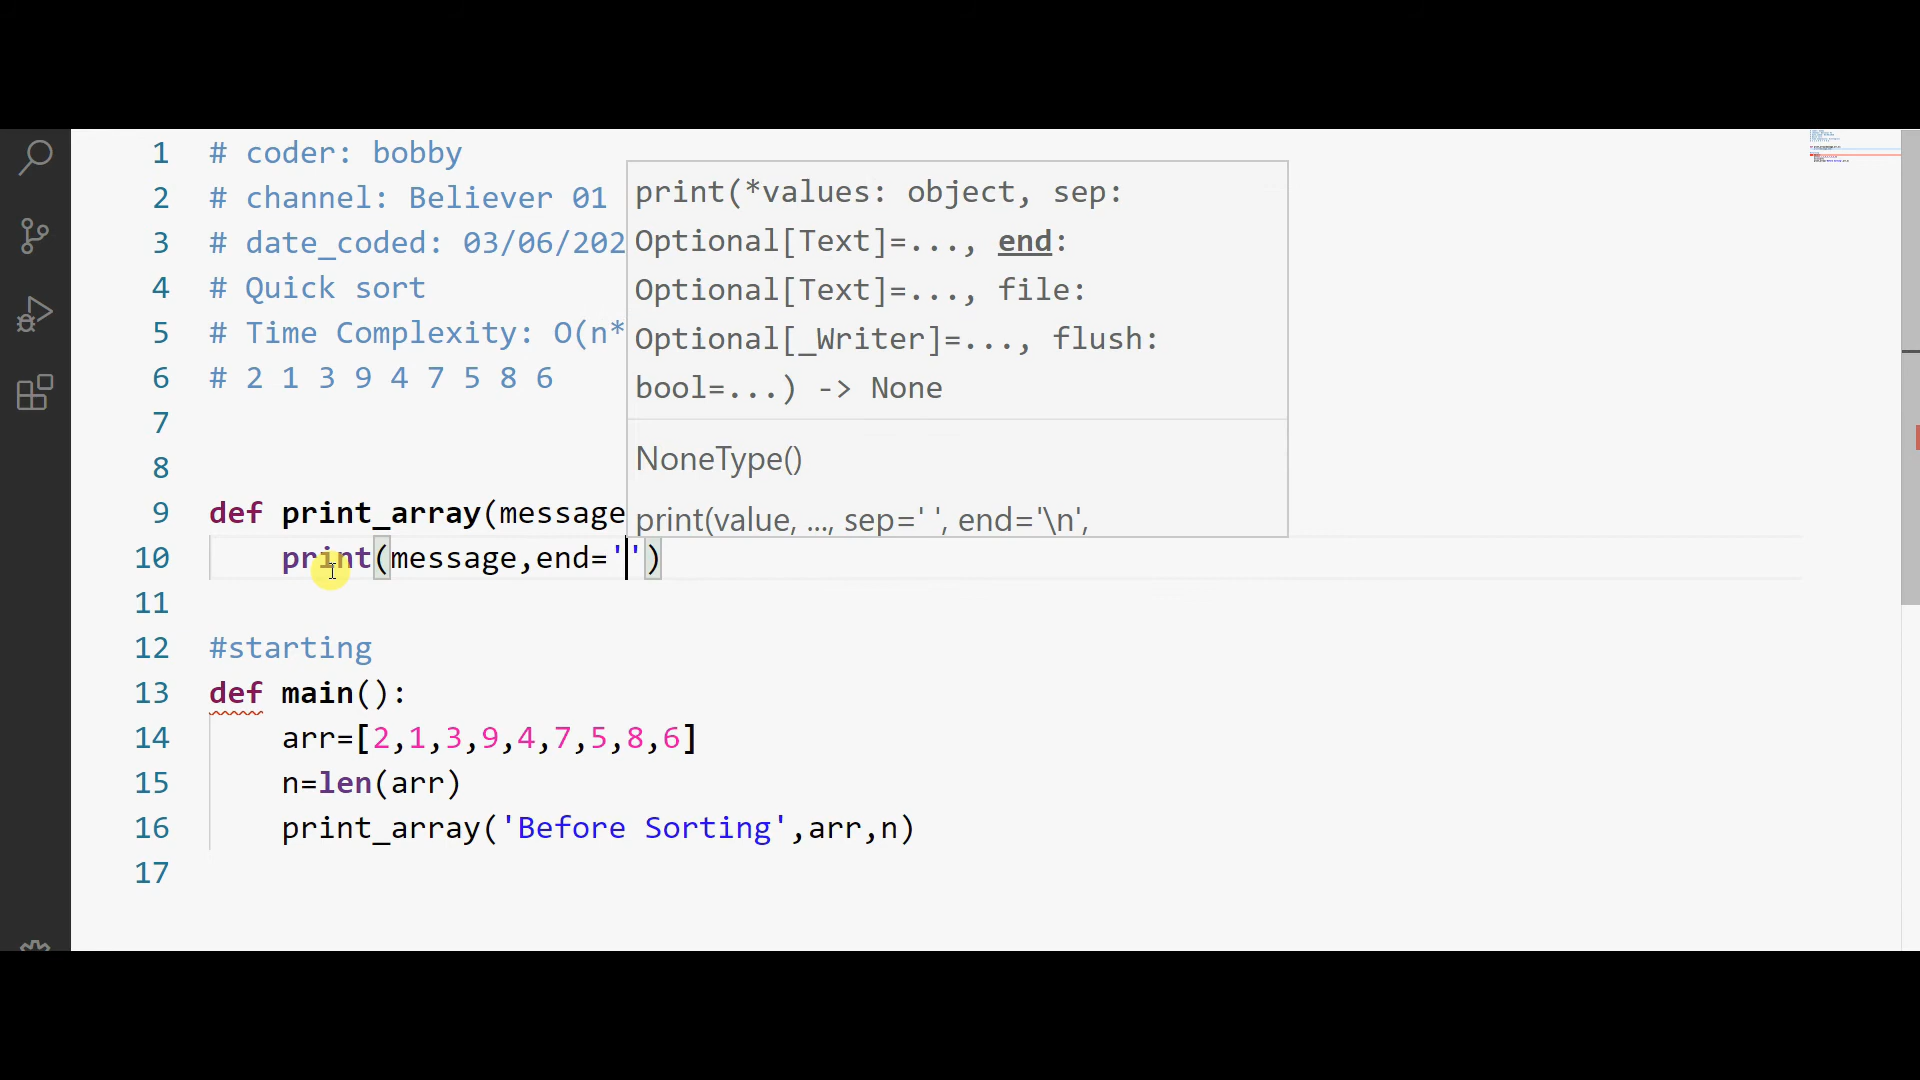 1 # coder: bobby
2 # channel: Believer 01
3 # date_coded: 03/06/202
4 # Quick sort
5 # Time Complexity: O(n*
6 # 2 1 3 9 4 7 5 8 6
7
8
9 def print_array(message
10 print(message,end='')
11
12 #starting
13 def main():
14 arr=[2,1,3,9,4,7,5,8,6]
15 n=len(arr)
16 print_array('Before Sorting',arr,n)
17
print(*values: object, sep:
Optional[Text]=..., end:
Optional[Text]=..., file:
Optional[_Writer]=..., flush:
bool=...) -> None
NoneType()
print(value, ..., sep=' ', end='\n',